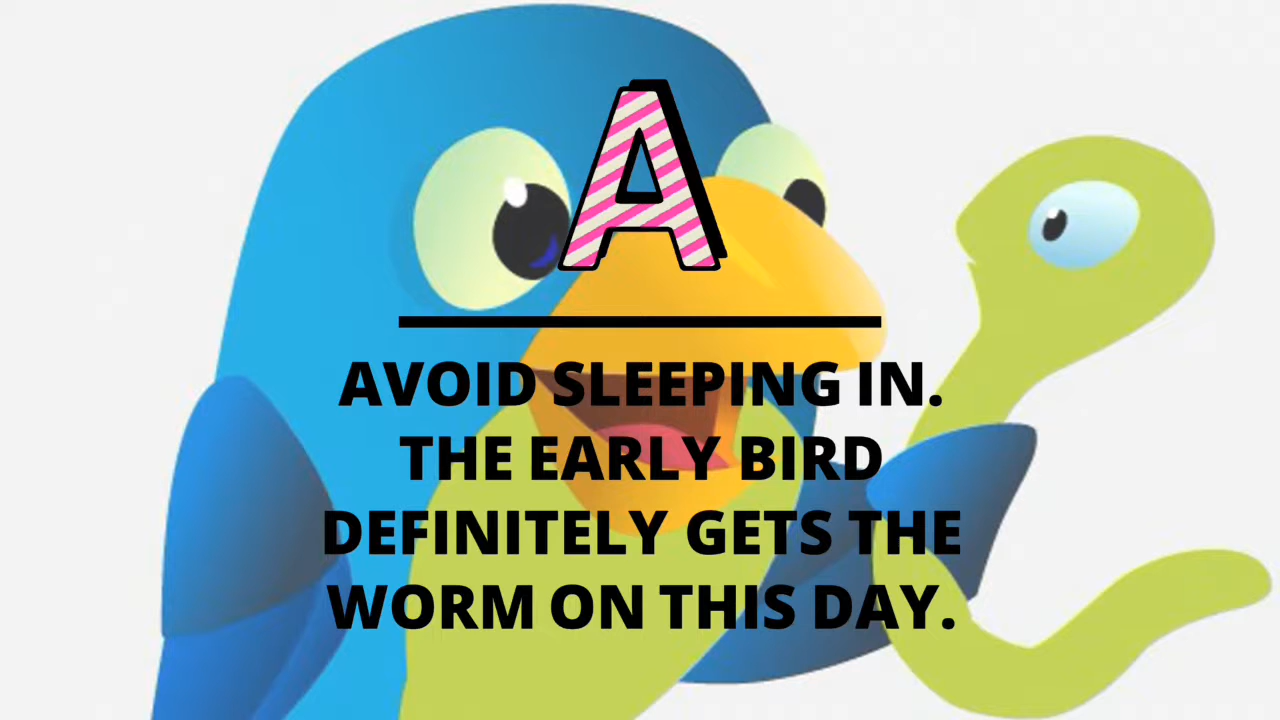 A
AVOID SLEEPING IN.
THE EARLY BIRD
DEFINITELY GETS THE
WORM ON THIS DAY.